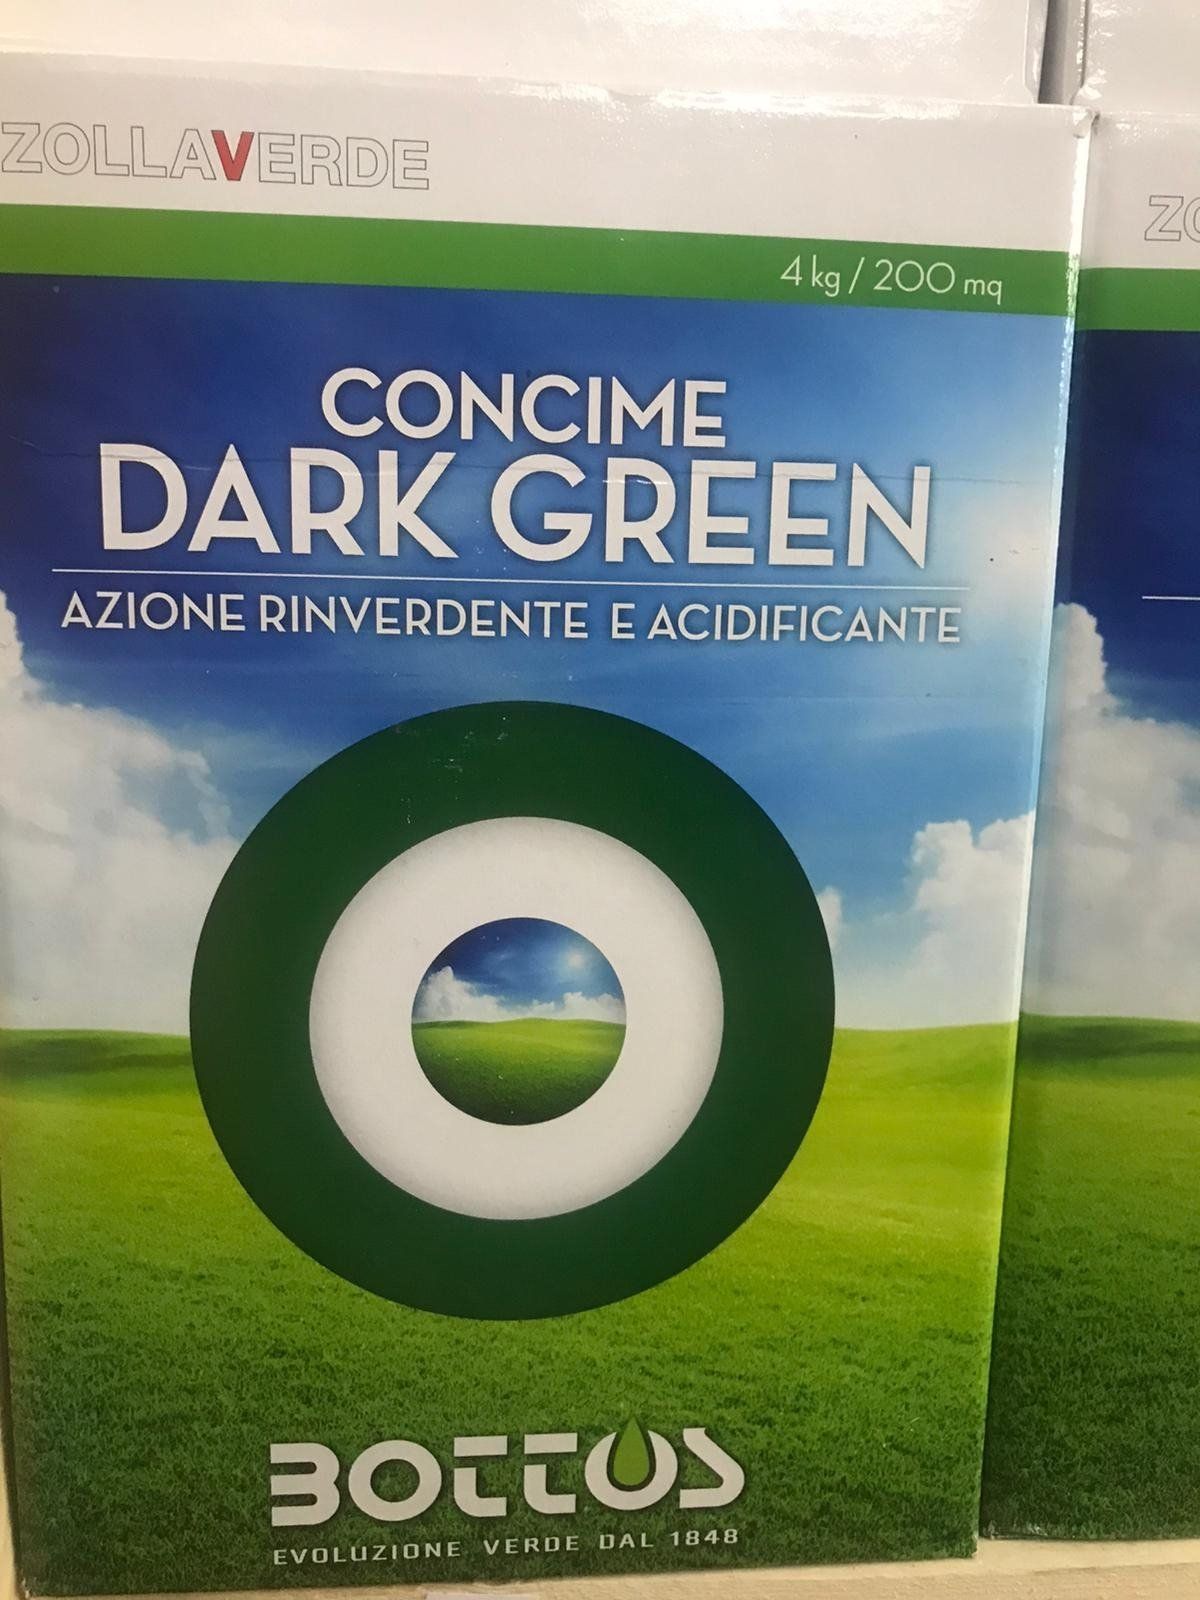 ZOLLAVERDE
4 kg / 200 mq
CONCIME
DARK GREEN
AZIONE RINVERDENTE E ACIDIFICANTE
BOTTOS
EVOLUZIONE VERDE DAL 1848